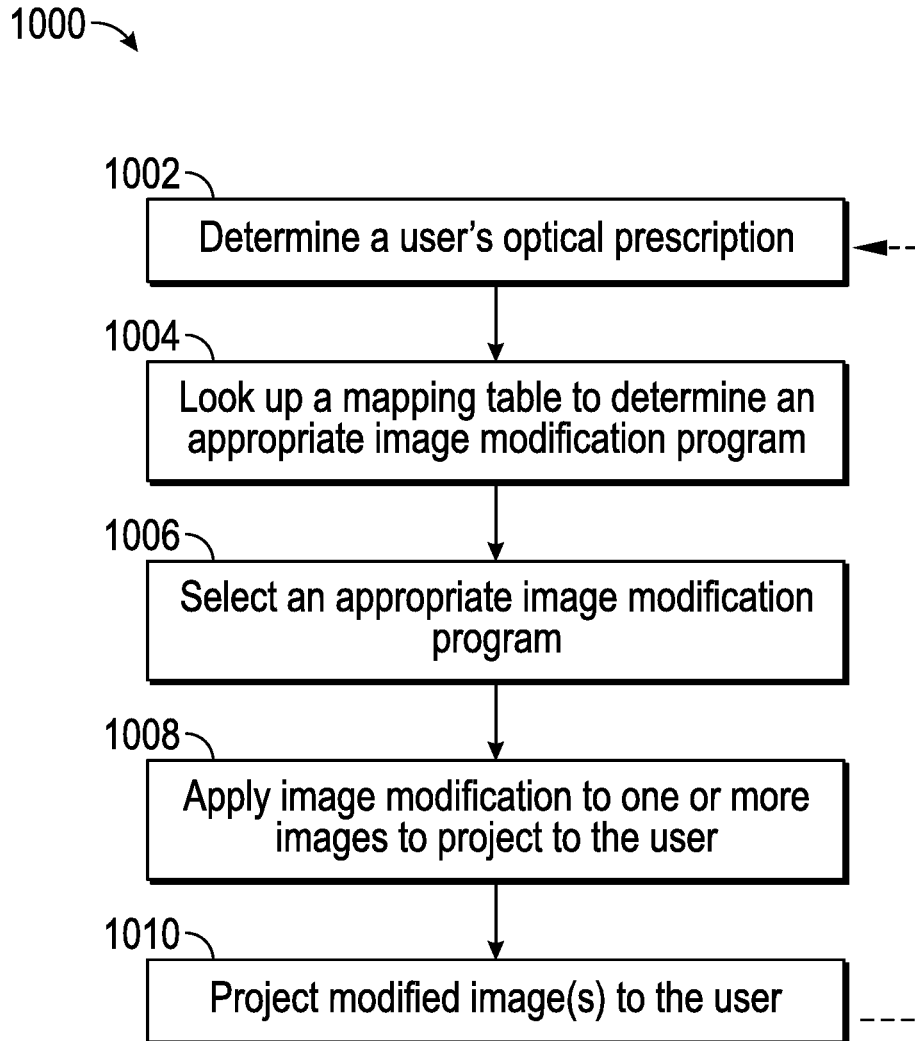 1000
1002
Determine a user's optical prescription
1004
Look up a mapping table to determine an
appropriate image modification program
1006
Select an appropriate image modification
program
1008
Apply image modification to one or more
images to project to the user
1010
Project modified image(s) to the user